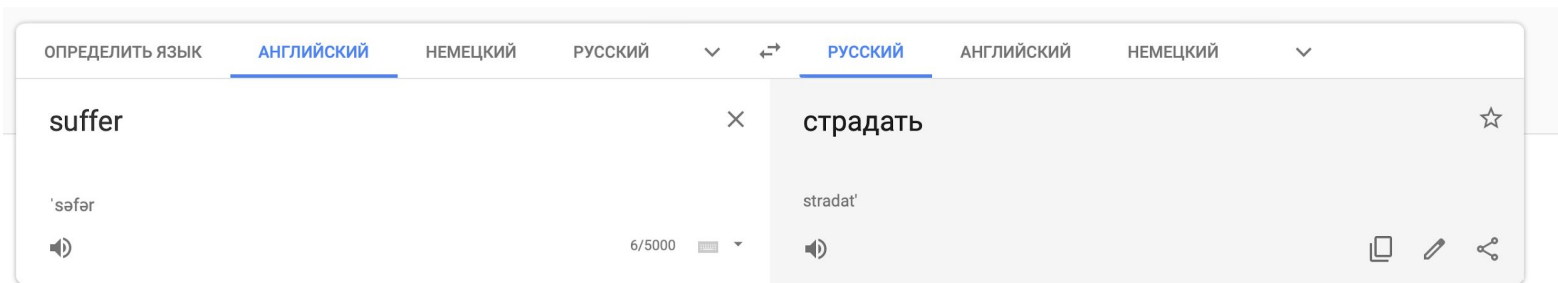 ОПРЕДЕЛИТЬ ЯЗЫК АНГЛИЙСКИЙ НЕМЕЦКИЙ РУССКИЙ РУССКИЙ АНГЛИЙСКИЙ НЕМЕЦКИЙ
suffer
страдать
ˈsəfər
stradat'
6/5000